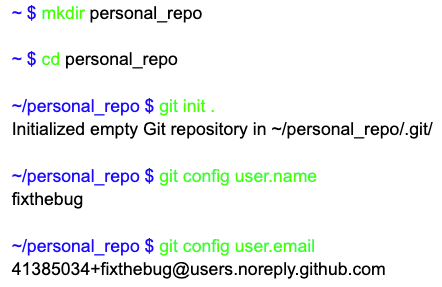 ~ $ mkdir personal_repo
~ $ cd personal_repo
~/personal_repo $ git init .
Initialized empty Git repository in ~/personal_repo/.git/
~/personal_repo $ git config user.name
fixthebug
~/personal_repo $ git config user.email
41385034+fixthebug@users.noreply.github.com